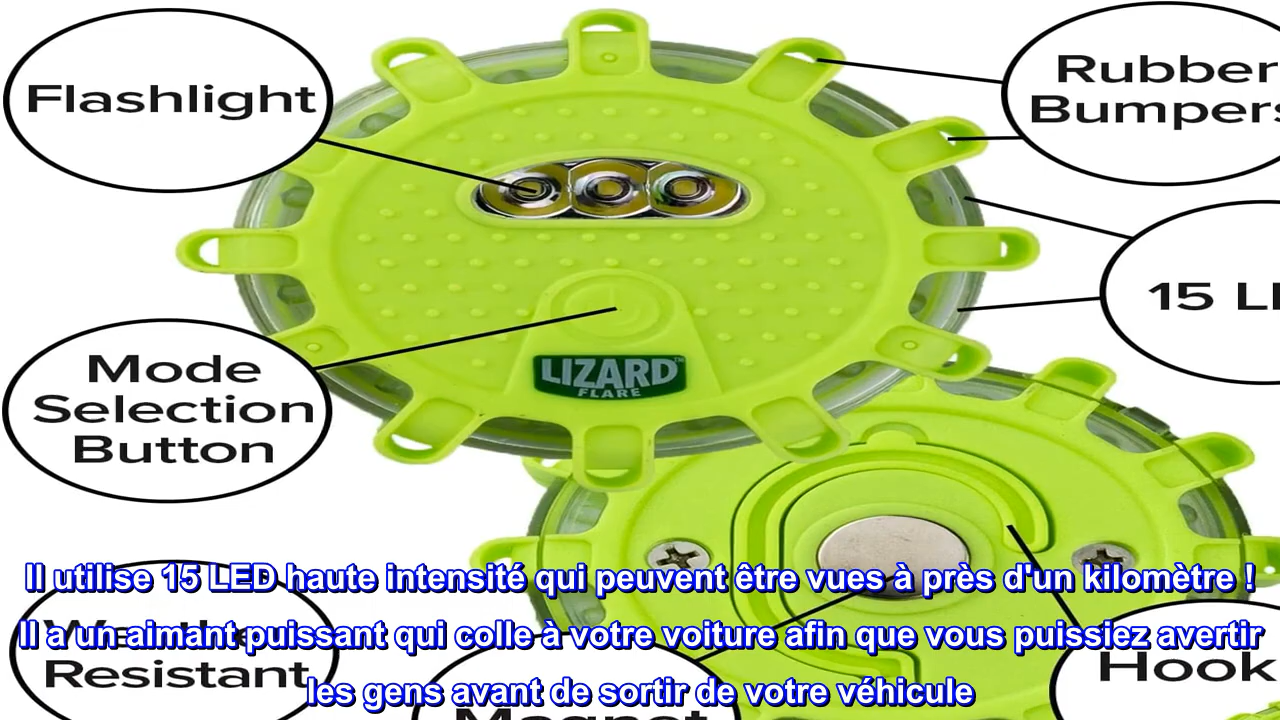 Flashlight
Rubber
Bumpers
15
Mode
Selection
Button
LIZARD™
FLARE
Il utilise 15 LED haute intensité qui peuvent être vues à près d'un kilomètre !
Il a un aimant puissant qui colle à votre voiture afin que vous puissiez avertir
les gens avant de sortir de votre véhicule
Resistant
Magnet
Hook